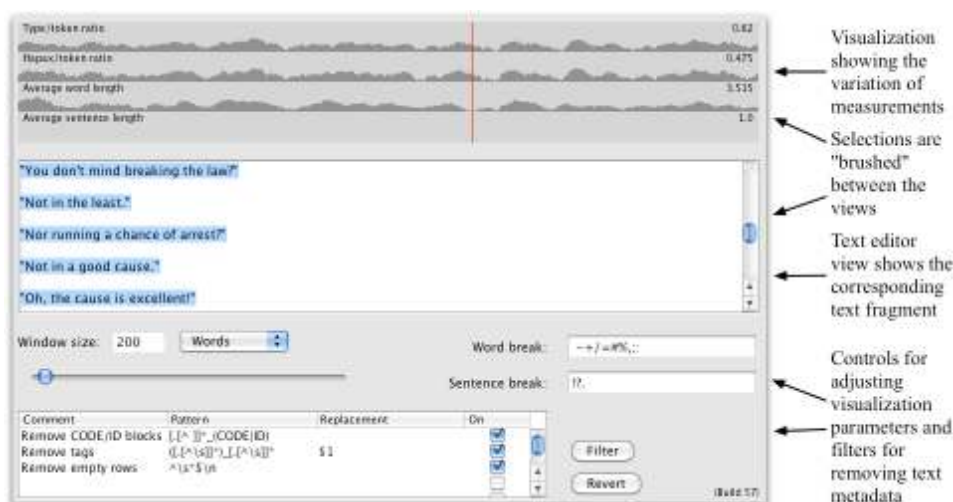 Type/token ratio 0.62
Hapax/token ratio 0.475
Average word length 3.535
Average sentence length 1.0
"You don't mind breaking the law?"
"Not in the least."
"Nor running a chance of arrest?"
"Not in a good cause."
"Oh, the cause is excellent!"
Window size: 200 Words
Word break: ~+/=#%,;:
Sentence break: !?.
Comment Pattern Replacement On
Remove CODE/ID blocks
Remove tags $1
Remove empty rows ^\s*$\n
Filter
Revert
(Build 57)
Visualization
showing the
variation of
measurements
Selections are
"brushed"
between the
views
Text editor
view shows the
corresponding
text fragment
Controls for
adjusting
visualization
parameters and
filters for
removing text
metadata